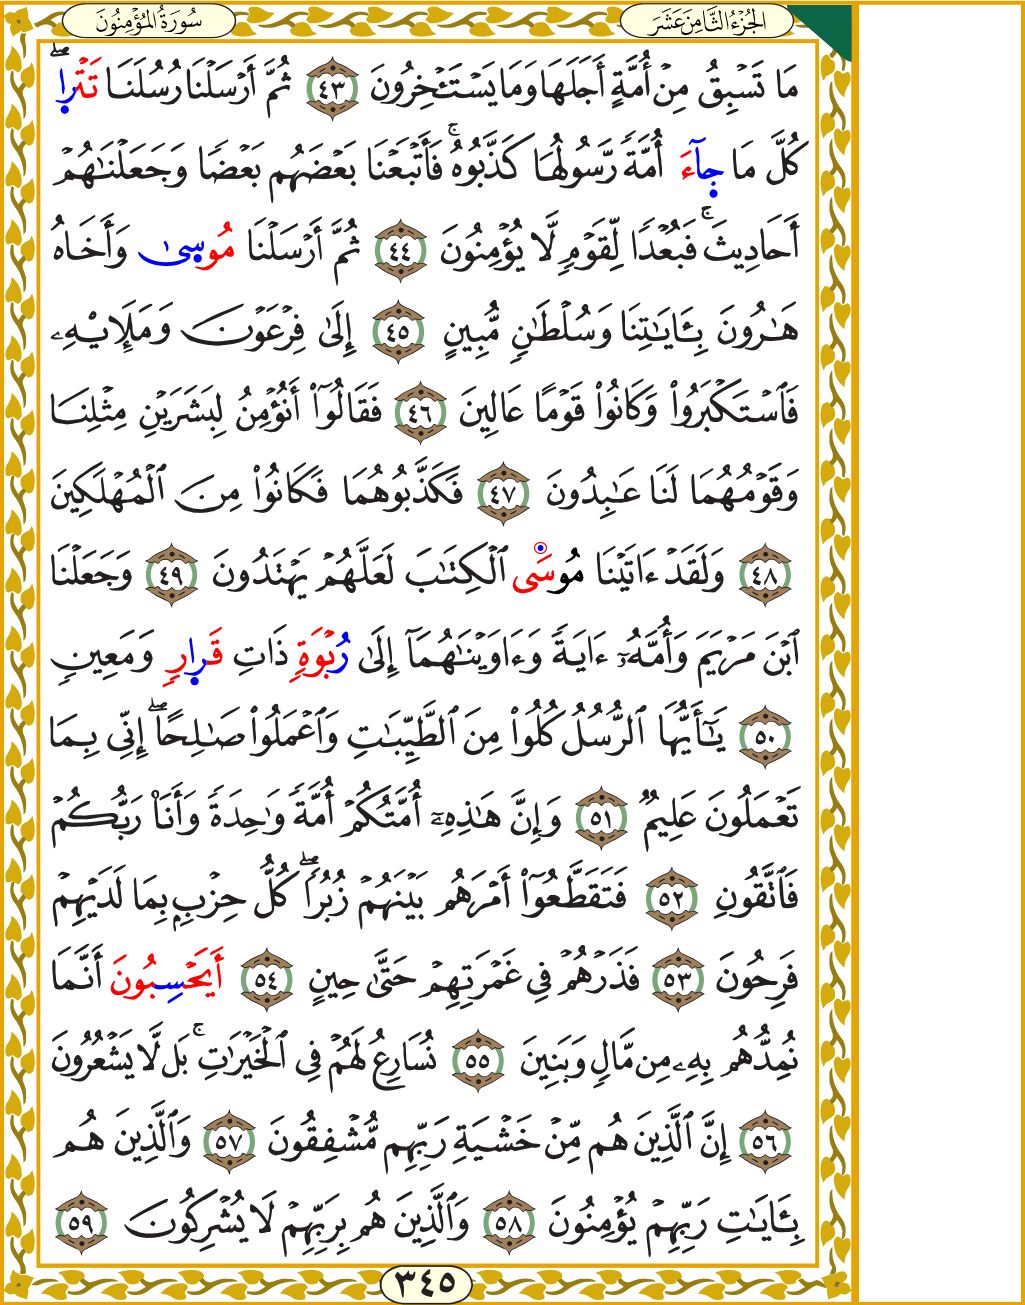 الجُزْءُ الثَّامِنَ عَشَرَ
سُورَةُ المُؤْمِنُونَ
مَا تَسْبِقُ مِنْ أُمَّةٍ أَجَلَهَا وَمَا يَسْتَـْٔخِرُونَ ٤٣ ثُمَّ أَرْسَلْنَا رُسُلَنَا تَتْرا ۖ
كُلَّ مَا جَآءَ أُمَّةً رَّسُولُهَا كَذَّبُوهُ ۚ فَأَتْبَعْنَا بَعْضَهُم بَعْضًا وَجَعَلْنَـٰهُمْ
أَحَادِيثَ ۚ فَبُعْدًا لِّقَوْمٍ لَّا يُؤْمِنُونَ ٤٤ ثُمَّ أَرْسَلْنَا مُوسىٰ وَأَخَاهُ
هَـٰرُونَ بِـَٔايَـٰتِنَا وَسُلْطَـٰنٍ مُّبِينٍ ٤٥ إِلَىٰ فِرْعَوْنَ وَمَلَإِي۟هِۦ
فَٱسْتَكْبَرُوا۟ وَكَانُوا۟ قَوْمًا عَالِينَ ٤٦ فَقَالُوٓا۟ أَنُؤْمِنُ لِبَشَرَيْنِ مِثْلِنَا
وَقَوْمُهُمَا لَنَا عَـٰبِدُونَ ٤٧ فَكَذَّبُوهُمَا فَكَانُوا۟ مِنَ ٱلْمُهْلَكِينَ
٤٨ وَلَقَدْ ءَاتَيْنَا مُوسَى ٱلْكِتَـٰبَ لَعَلَّهُمْ يَهْتَدُونَ ٤٩ وَجَعَلْنَا
ٱبْنَ مَرْيَمَ وَأُمَّهُۥٓ ءَايَةً وَءَاوَيْنَـٰهُمَآ إِلَىٰ رُبْوَةٍ ذَاتِ قَرارٍ وَمَعِينٍ
٥٠ يَـٰٓأَيُّهَا ٱلرُّسُلُ كُلُوا۟ مِنَ ٱلطَّيِّبَـٰتِ وَٱعْمَلُوا۟ صَـٰلِحًا ۖ إِنِّى بِمَا
تَعْمَلُونَ عَلِيمٌ ٥١ وَإِنَّ هَـٰذِهِۦٓ أُمَّتُكُمْ أُمَّةً وَٰحِدَةً وَأَنَا۠ رَبُّكُمْ
فَٱتَّقُونِ ٥٢ فَتَقَطَّعُوٓا۟ أَمْرَهُم بَيْنَهُمْ زُبُرًا ۖ كُلُّ حِزْبٍۭ بِمَا لَدَيْهِمْ
فَرِحُونَ ٥٣ فَذَرْهُمْ فِى غَمْرَتِهِمْ حَتَّىٰ حِينٍ ٥٤ أَيَحْسِبُونَ أَنَّمَا
نُمِدُّهُم بِهِۦ مِن مَّالٍ وَبَنِينَ ٥٥ نُسَارِعُ لَهُمْ فِى ٱلْخَيْرَٰتِ ۚ بَل لَّا يَشْعُرُونَ
٥٦ إِنَّ ٱلَّذِينَ هُم مِّنْ خَشْيَةِ رَبِّهِم مُّشْفِقُونَ ٥٧ وَٱلَّذِينَ هُم
بِـَٔايَـٰتِ رَبِّهِمْ يُؤْمِنُونَ ٥٨ وَٱلَّذِينَ هُم بِرَبِّهِمْ لَا يُشْرِكُونَ ٥٩
٣٤٥